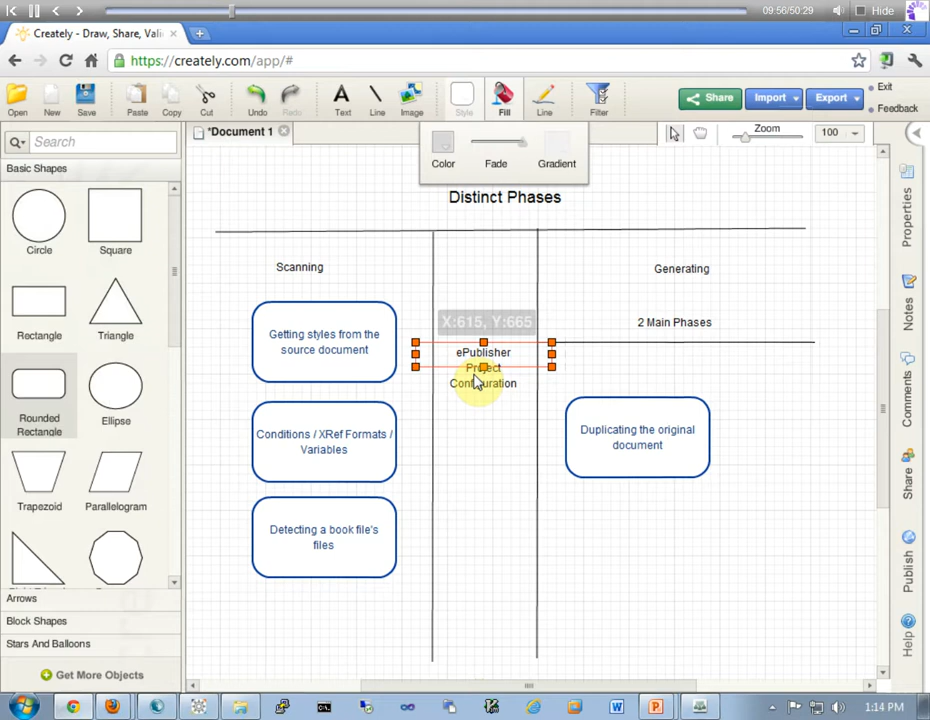 09:56/50:29
Hide
Creately - Draw, Share, Vali
https://creately.com/app/#
Open
New
Save
Paste
Copy
Cut
Undo
Redo
Text
Line
Image
Style
Fill
Line
Filter
Share
Import
Export
Exit
Feedback
*Document 1
Zoom
100
Search
Color
Fade
Gradient
Basic Shapes
Circle
Square
Rectangle
Triangle
Rounded
Rectangle
Ellipse
Trapezoid
Parallelogram
Arrows
Block Shapes
Stars And Balloons
Get More Objects
Distinct Phases
Scanning
Generating
Getting styles from the
source document
X:615, Y:665
2 Main Phases
ePublisher
Project
Configuration
Conditions / XRef Formats /
Variables
Duplicating the original
document
Detecting a book file's
files
Properties
Notes
Comments
Share
Publish
Help
1:14 PM